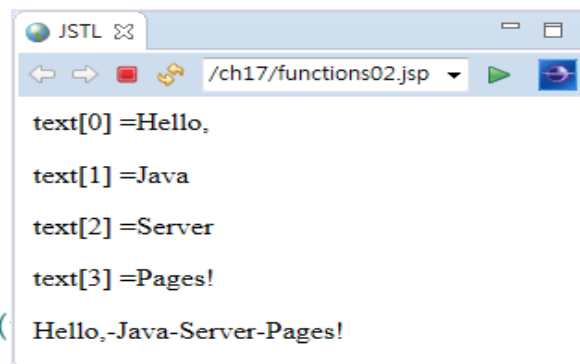 JSTL
/ch17/functions02.jsp
text[0] =Hello,
text[1] =Java
text[2] =Server
text[3] =Pages!
(
Hello,-Java-Server-Pages!